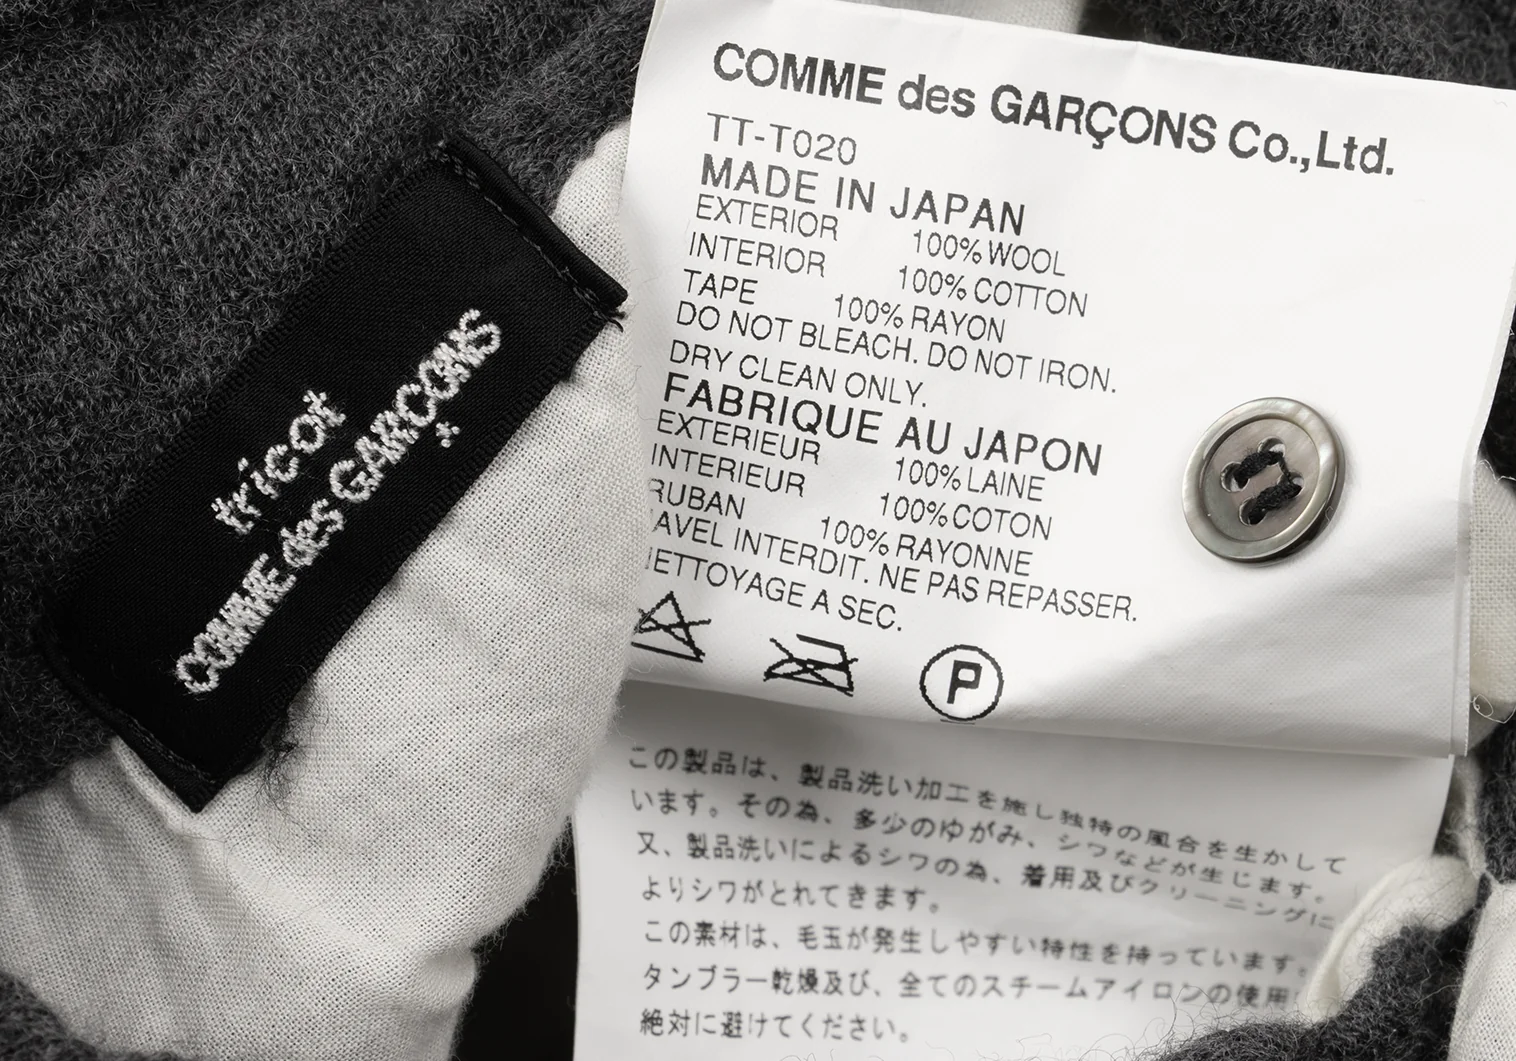 tricot
COMME des GARCONS
COMME des GARÇONS Co.,Ltd.
TT-T020
MADE IN JAPAN
EXTERIOR 100% WOOL
INTERIOR 100% COTTON
TAPE 100% RAYON
DO NOT BLEACH. DO NOT IRON.
DRY CLEAN ONLY.
FABRIQUE AU JAPON
EXTERIEUR 100% LAINE
INTERIEUR 100% COTON
RUBAN 100% RAYONNE
AVEL INTERDIT. NE PAS REPASSER.
NETTOYAGE A SEC.
P
この製品は、製品洗い加工を施し独特の風合を生かして
います。その為、多少のゆがみ、シワなどが生じます。
又、製品洗いによるシワの為、着用及びクリーニングに
よりシワがとれてきます。
この素材は、毛玉が発生しやすい特性を持っています。
タンブラー乾燥及び、全てのスチームアイロンの使用
絶対に避けてください。